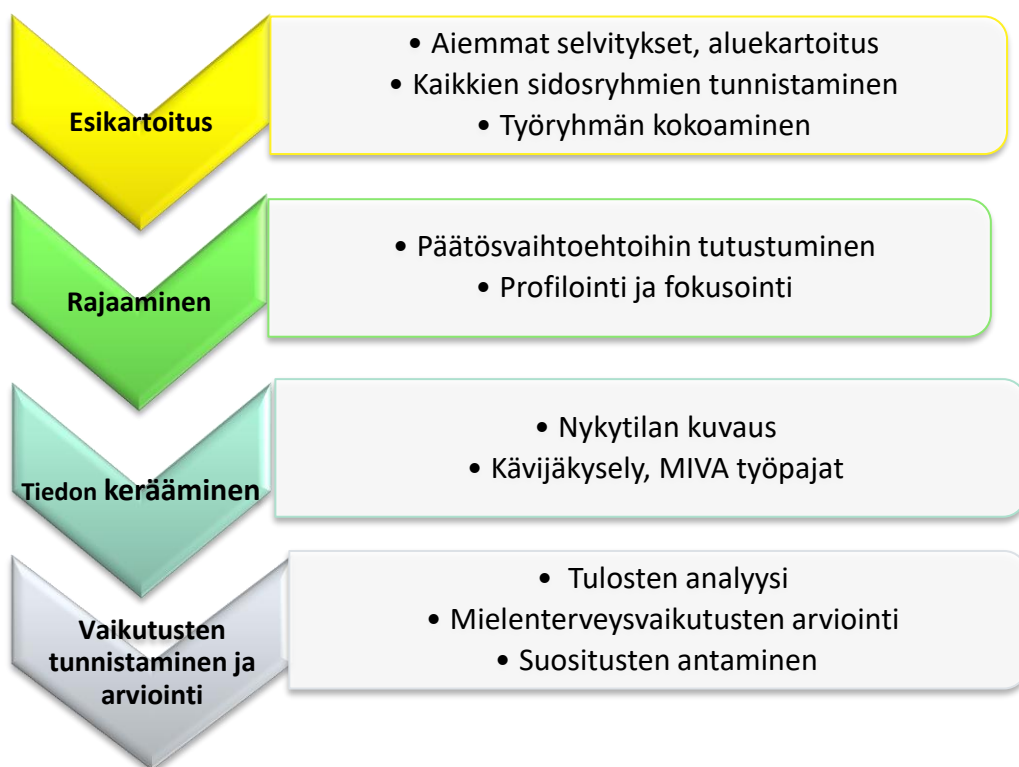 Esikartoitus
• Aiemmat selvitykset, aluekartoitus
• Kaikkien sidosryhmien tunnistaminen
• Työryhmän kokoaminen
Rajaaminen
• Päätösvaihtoehtoihin tutustuminen
• Profilointi ja fokusointi
Tiedon kerääminen
• Nykytilan kuvaus
• Kävijäkysely, MIVA työpajat
Vaikutusten
tunnistaminen ja
arviointi
• Tulosten analyysi
• Mielenterveysvaikutusten arviointi
• Suositusten antaminen